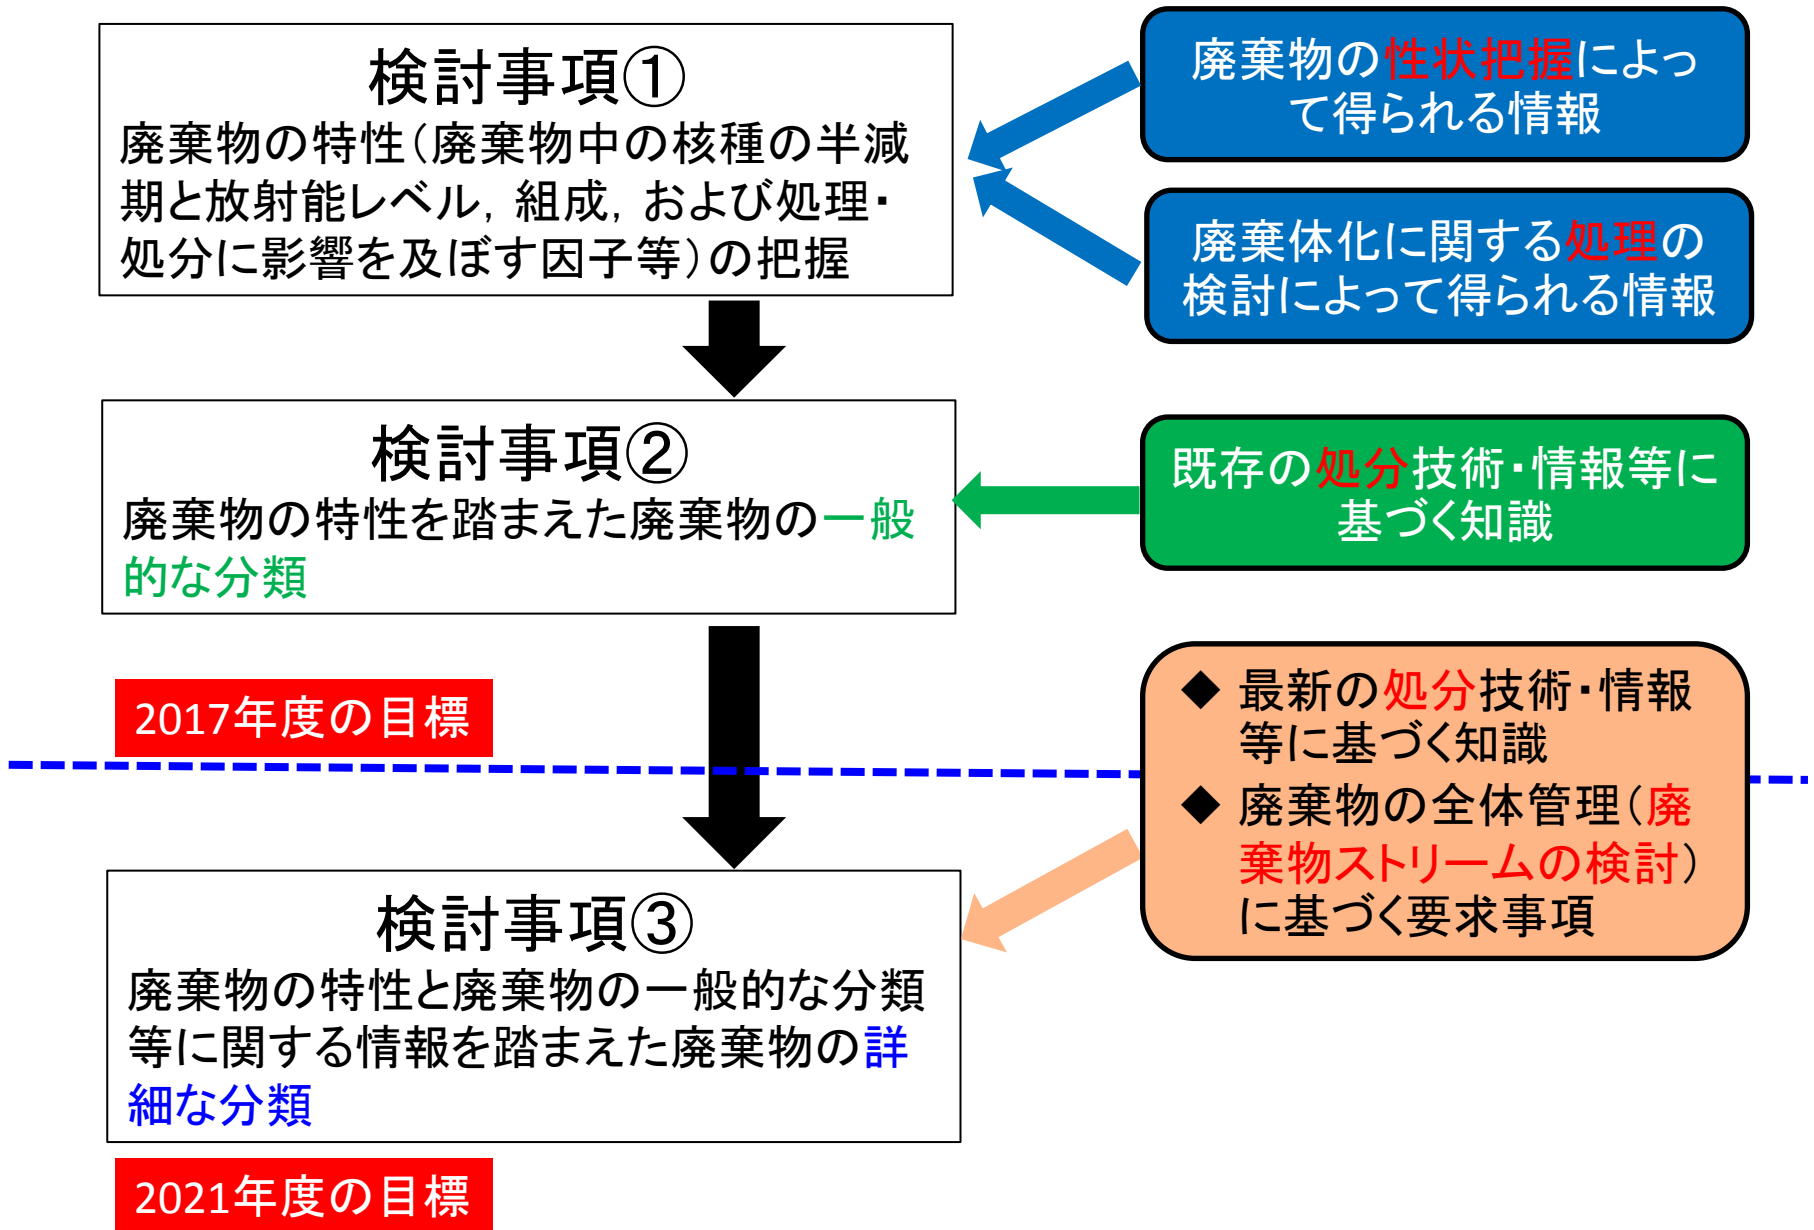 検討事項①
廃棄物の特性（廃棄物中の核種の半減
期と放射能レベル，組成，および処理・
処分に影響を及ぼす因子等）の把握
廃棄物の性状把握によっ
て得られる情報
廃棄体化に関する処理の
検討によって得られる情報
検討事項②
廃棄物の特性を踏まえた廃棄物の一般
的な分類
既存の処分技術・情報等に
基づく知識
2017年度の目標
◆ 最新の処分技術・情報
等に基づく知識
◆ 廃棄物の全体管理（廃
棄物ストリームの検討）
に基づく要求事項
検討事項③
廃棄物の特性と廃棄物の一般的な分類
等に関する情報を踏まえた廃棄物の詳
細な分類
2021年度の目標